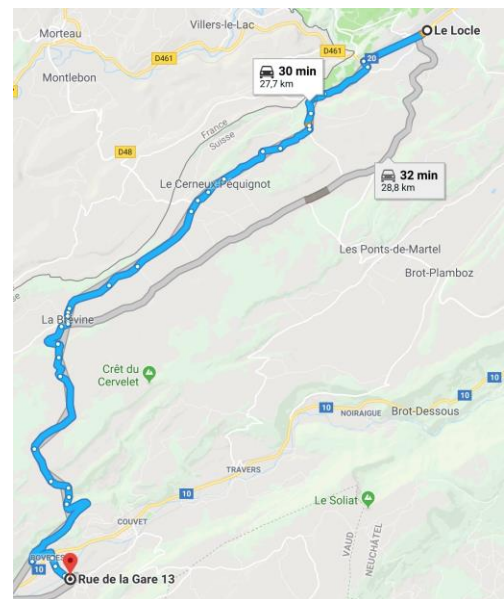 Villers-le-Lac
Le Locle
Morteau
D461
D461
20
Montlebon
30 min
27,7 km
France
Suisse
D48
32 min
28,8 km
Le Cerneux-Péquignot
Les Ponts-de-Martel
Brot-Plamboz
La Brévine
Crêt du
Cervelet
10
10
NOIRAIGUE
Brot-Dessous
TRAVERS
10
Le Soliat
COUVET
VAUD
NEUCHÂTEL
10
Rue de la Gare 13